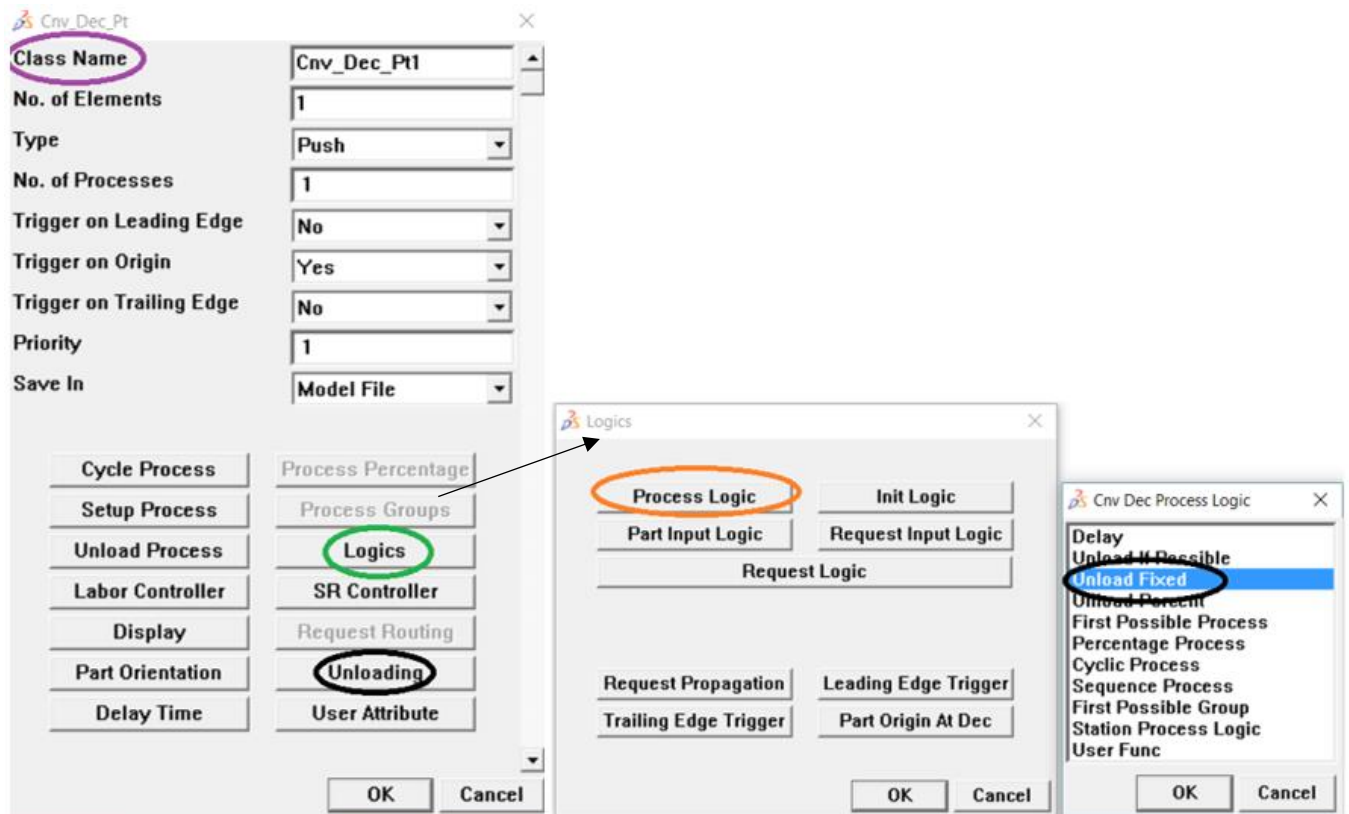 Cnv_Dec_Pt
Class Name Cnv_Dec_Pt1
No. of Elements 1
Type Push
No. of Processes 1
Trigger on Leading Edge No
Trigger on Origin Yes
Trigger on Trailing Edge No
Priority 1
Save In Model File
Cycle Process Process Percentage
Setup Process Process Groups
Unload Process Logics
Labor Controller SR Controller
Display Request Routing
Part Orientation Unloading
Delay Time User Attribute
OK Cancel
Logics
Process Logic Init Logic
Part Input Logic Request Input Logic
Request Logic
Request Propagation Leading Edge Trigger
Trailing Edge Trigger Part Origin At Dec
OK Cancel
Cnv Dec Process Logic
Delay
Unload If Possible
Unload Fixed
Unload Percent
First Possible Process
Percentage Process
Cyclic Process
Sequence Process
First Possible Group
Station Process Logic
User Func
OK Cancel